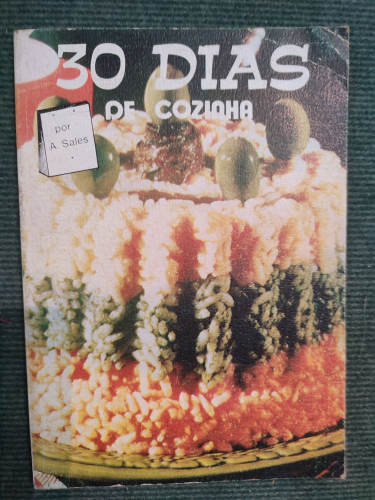 30 DIAS
DE COZINHA
por
A. Sales